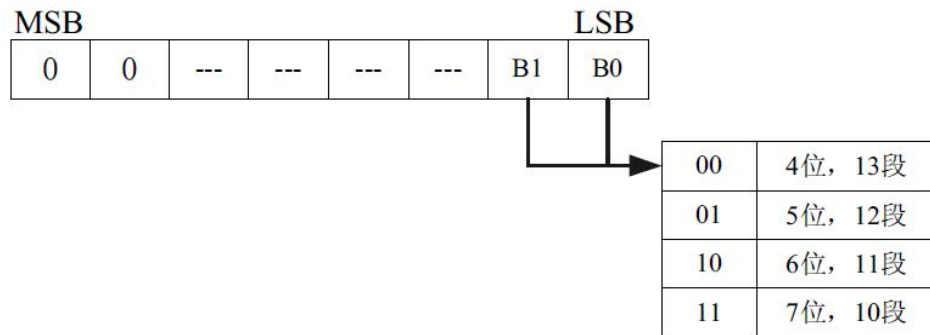 MSB LSB
0 0 --- --- --- --- B1 B0
00 4位，13段
01 5位，12段
10 6位，11段
11 7位，10段